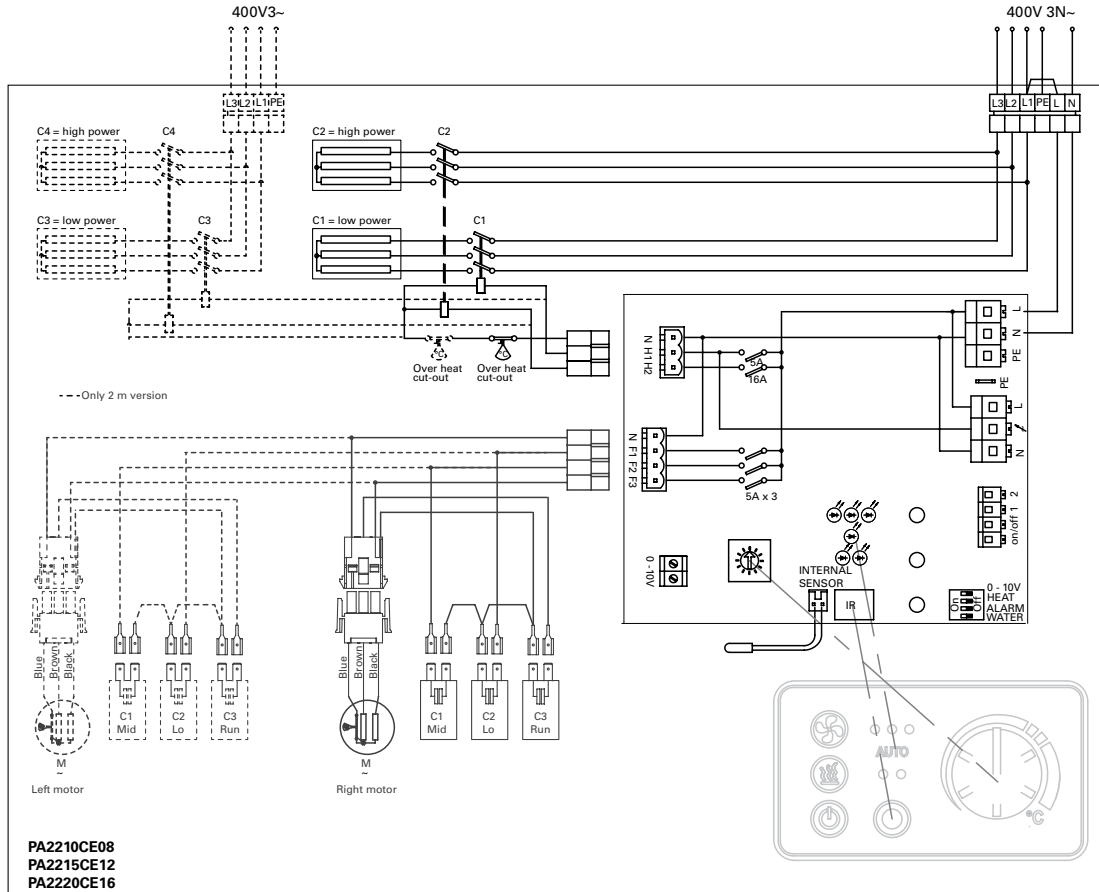 400V3~
400V 3N~
L3 L2 L1 PE
L3 L2 L1 PE L N
C4 = high power
C4
C2 = high power
C2
C3 = low power
C3
C1 = low power
C1
°C
°C
Over heat
cut-out
Over heat
cut-out
--- Only 2 m version
N H1 H2
5A
16A
L
N
PE
PE
L
N
N F1 F2 F3
5A x 3
2
1
on/off
0 - 10V
INTERNAL
SENSOR
IR
On
Off
0 - 10V
HEAT
ALARM
WATER
Blue
Brown
Black
C1
Mid
C2
Lo
C3
Run
M
~
Left motor
Blue
Brown
Black
C1
Mid
C2
Lo
C3
Run
M
~
Right motor
AUTO
°C
PA2210CE08
PA2215CE12
PA2220CE16